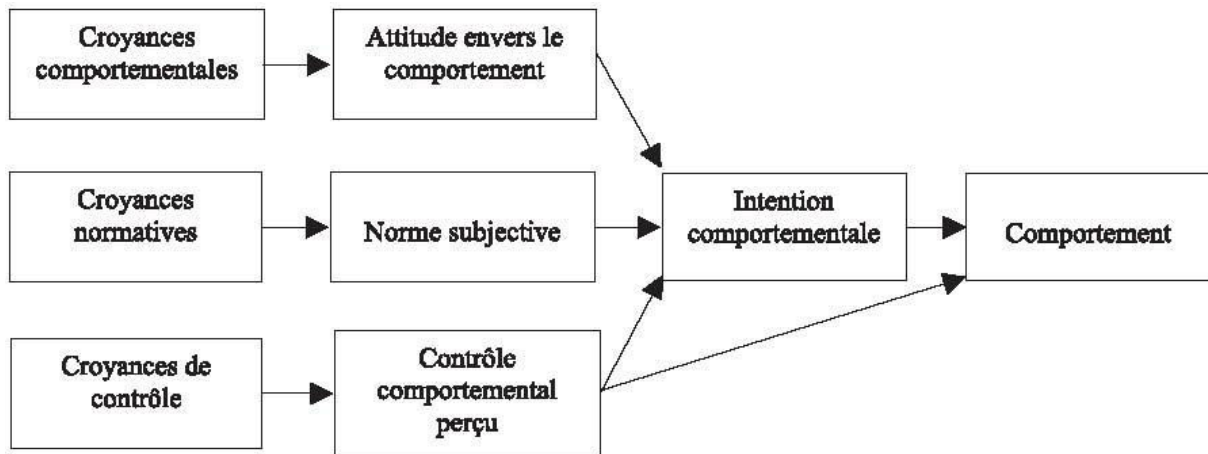 Croyances
comportementales
Attitude envers le
comportement
Croyances
normatives
Norme subjective
Intention
comportementale
Comportement
Croyances de
contrôle
Contrôle
comportemental
perçu